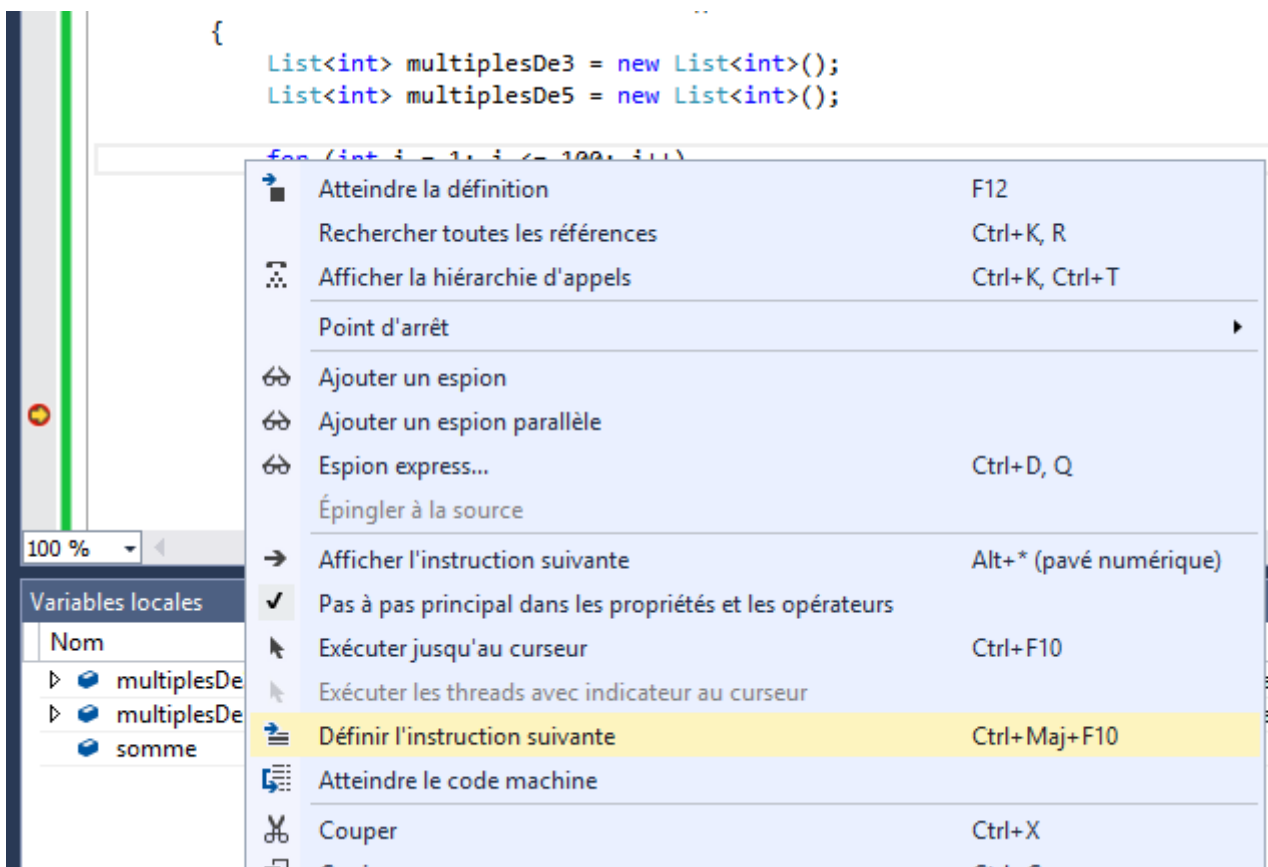 {
List<int> multiplesDe3 = new List<int>();
List<int> multiplesDe5 = new List<int>();
for (int i = 1; i <= 100; i++)
Atteindre la définition F12
Rechercher toutes les références Ctrl+K, R
Afficher la hiérarchie d'appels Ctrl+K, Ctrl+T
Point d'arrêt
Ajouter un espion
Ajouter un espion parallèle
Espion express... Ctrl+D, Q
Épingler à la source
100 %
Afficher l'instruction suivante Alt+* (pavé numérique)
Variables locales
Pas à pas principal dans les propriétés et les opérateurs
Nom
Exécuter jusqu'au curseur Ctrl+F10
multiplesDe
Exécuter les threads avec indicateur au curseur
multiplesDe
Définir l'instruction suivante Ctrl+Maj+F10
somme
Atteindre le code machine
Couper Ctrl+X